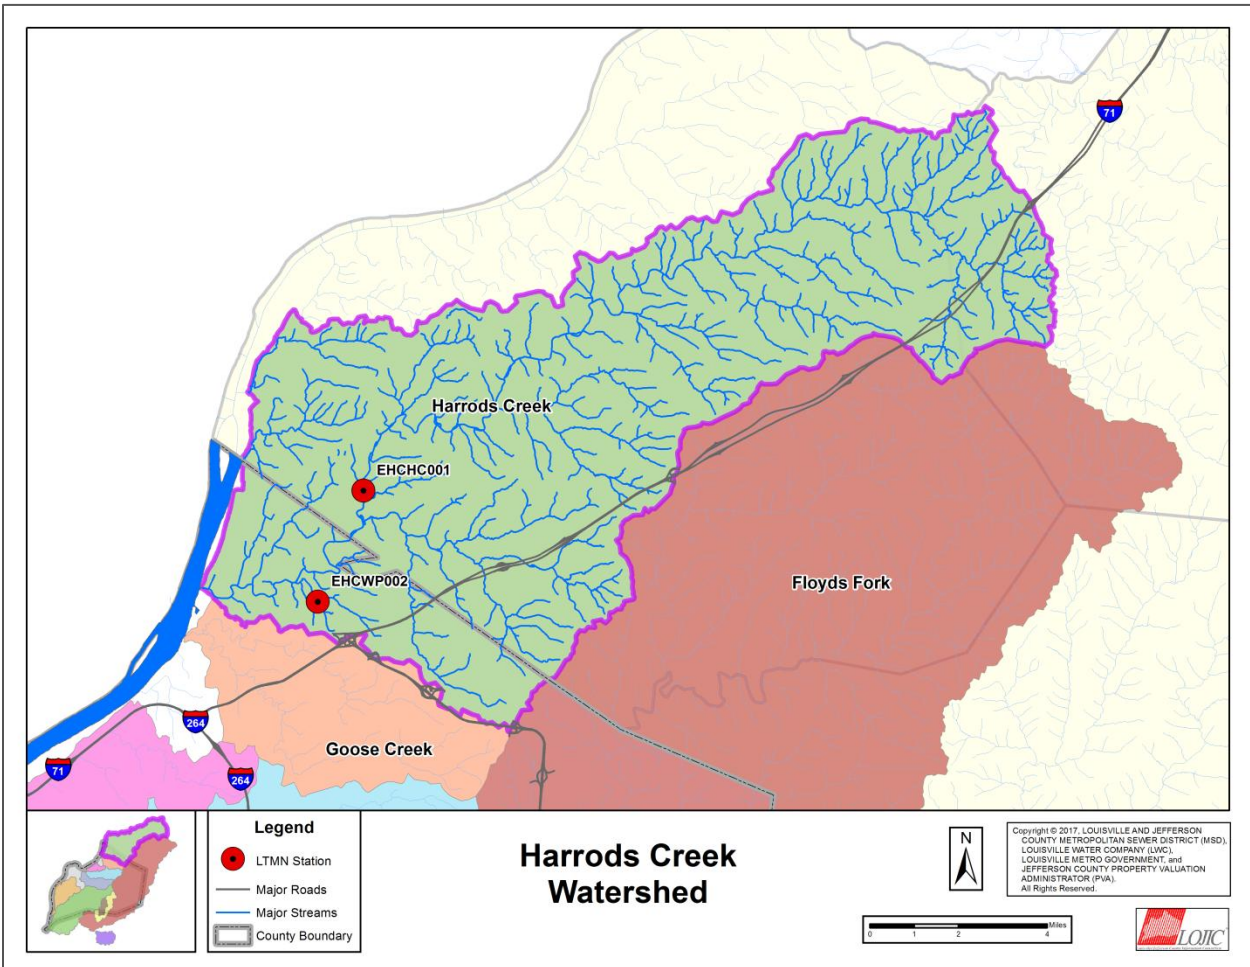 71
Harrods Creek
EHCHC001
EHCWP002
Floyds Fork
Goose Creek
264
71
264
Legend
LTMN Station
Major Roads
Major Streams
County Boundary
Harrods Creek
Watershed
N
Copyright © 2017, LOUISVILLE AND JEFFERSON
COUNTY METROPOLITAN SEWER DISTRICT (MSD),
LOUISVILLE WATER COMPANY (LWC),
LOUISVILLE METRO GOVERNMENT, and
JEFFERSON COUNTY PROPERTY VALUATION
ADMINISTRATOR (PVA).
All Rights Reserved.
Miles
0 1 2 4
LOJIC